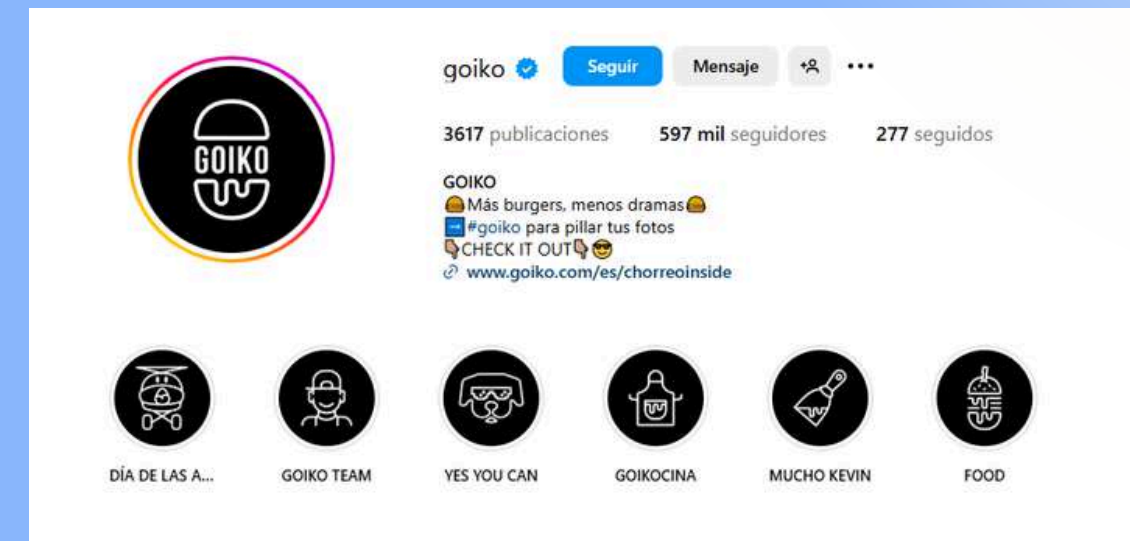 GOIKO
goiko Seguir Mensaje
3617 publicaciones 597 mil seguidores 277 seguidos
GOIKO
🍔Más burgers, menos dramas🍔
➡️#goiko para pillar tus fotos
👇🏽CHECK IT OUT👇🏽😎
www.goiko.com/es/chorreoinside
DÍA DE LAS A... GOIKO TEAM YES YOU CAN GOIKOCINA MUCHO KEVIN FOOD